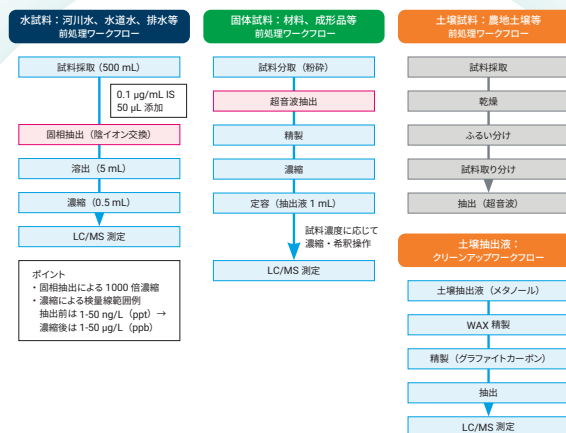 水試料：河川水、水道水、排水等
前処理ワークフロー
試料採取（500 mL）
0.1 μg/mL IS
50 μL 添加
固相抽出（陰イオン交換）
溶出（5 mL）
濃縮（0.5 mL）
LC/MS 測定
ポイント
・固相抽出による 1000 倍濃縮
・濃縮による検量線範囲例
抽出前は 1-50 ng/L（ppt）→
濃縮後は 1-50 μg/L（ppb）
固体試料：材料、成形品等
前処理ワークフロー
試料分取（粉砕）
超音波抽出
精製
濃縮
定容（抽出液 1 mL）
試料濃度に応じて
濃縮・希釈操作
LC/MS 測定
土壌試料：農地土壌等
前処理ワークフロー
試料採取
乾燥
ふるい分け
試料取り分け
抽出（超音波）
土壌抽出液：
クリーンアップワークフロー
土壌抽出液（メタノール）
WAX 精製
精製（グラファイトカーボン）
抽出
LC/MS 測定